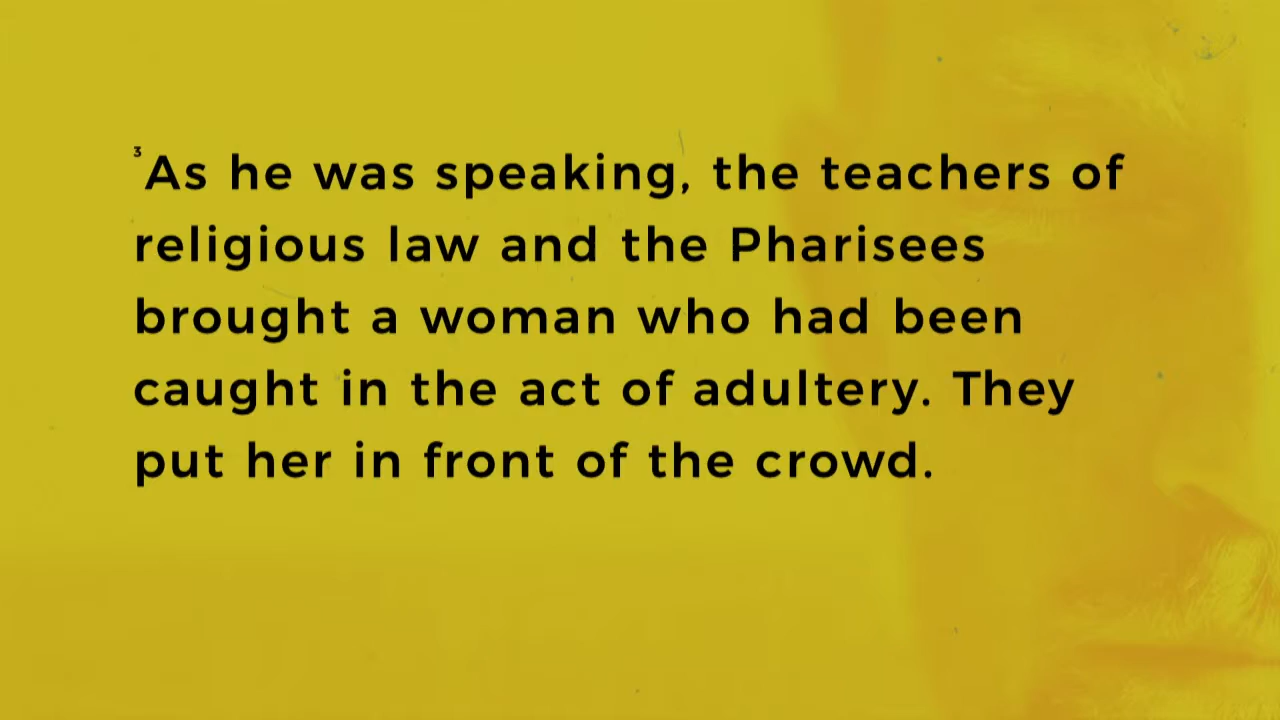 ³As he was speaking, the teachers of
religious law and the Pharisees
brought a woman who had been
caught in the act of adultery. They
put her in front of the crowd.